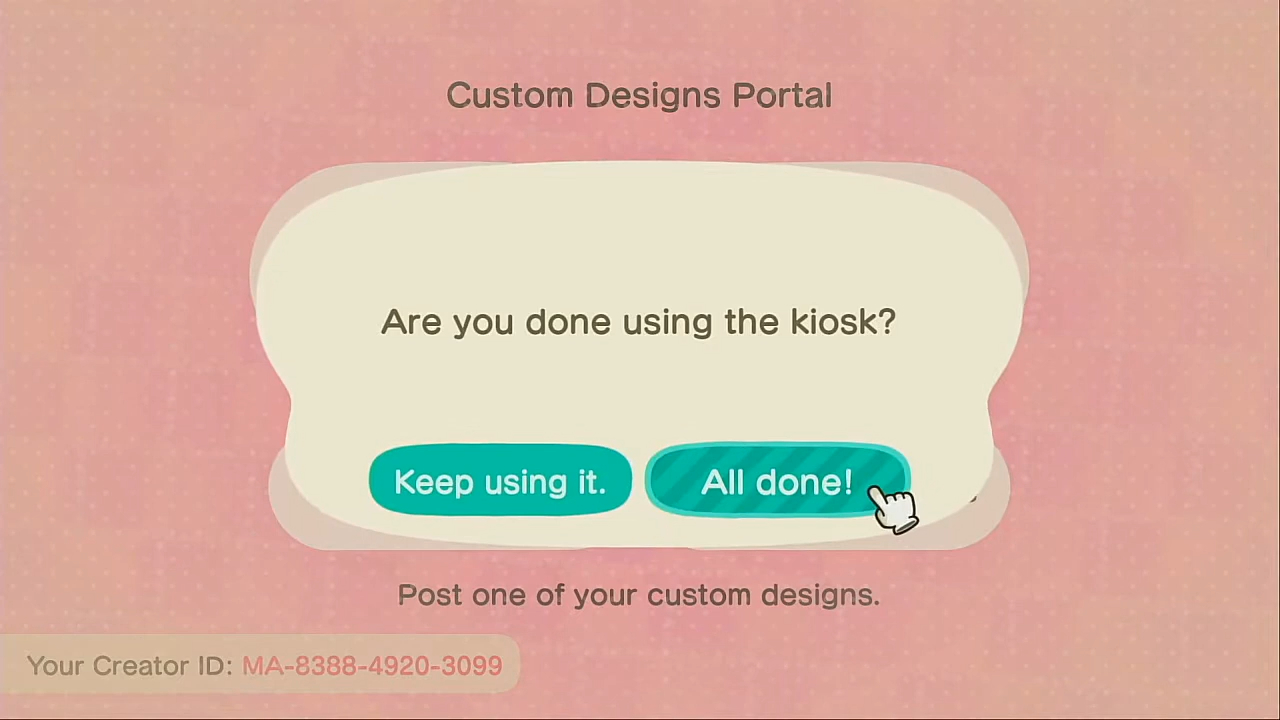 Custom Designs Portal
Are you done using the kiosk?
Keep using it.
All done!
Post one of your custom designs.
Your Creator ID: MA-8388-4920-3099